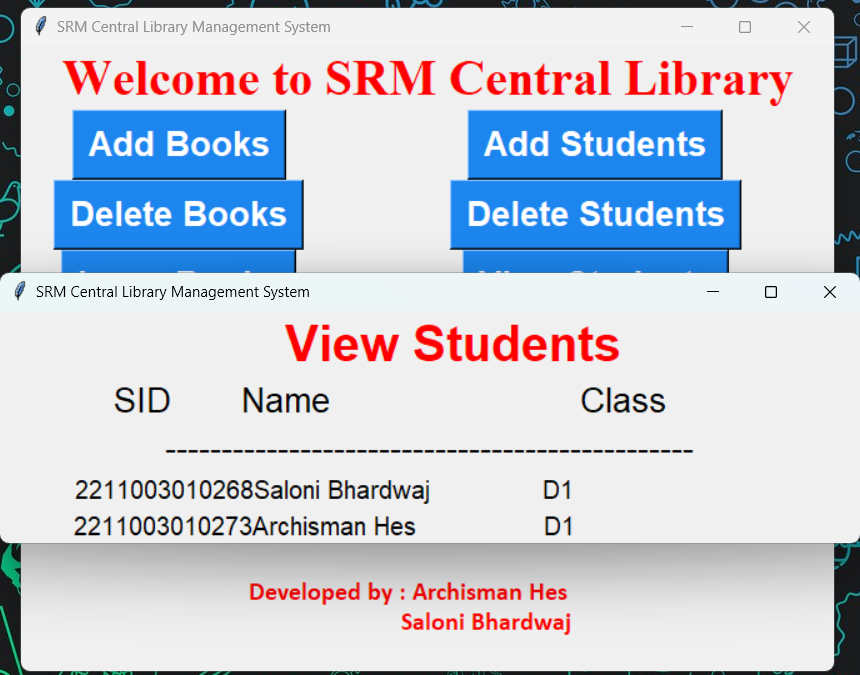 SRM Central Library Management System
Welcome to SRM Central Library
Add Books Add Students
Delete Books Delete Students
SRM Central Library Management System
View Students
SID Name Class
-----------------------------------------------
2211003010268Saloni Bhardwaj D1
2211003010273Archisman Hes D1
Developed by : Archisman Hes
Saloni Bhardwaj